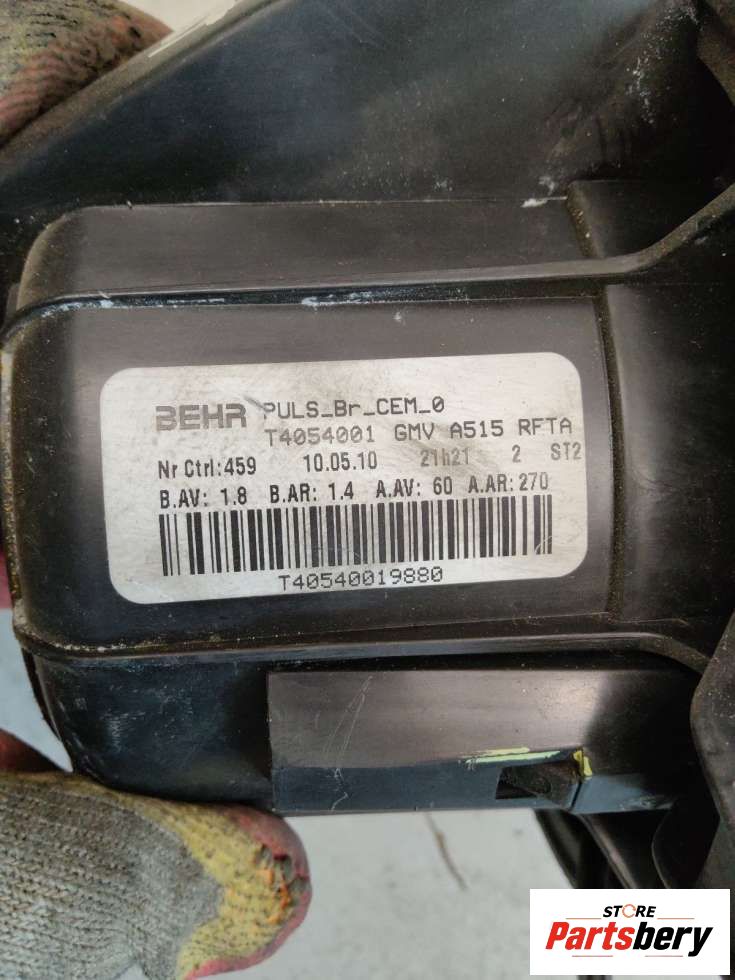 BEHR PULS_Br_CEM_0
T4054001 GMV A515 RFTA
Nr Ctrl:459 10.05.10 21h21 2 ST2
B.AV: 1.8 B.AR: 1.4 A.AV: 60 A.AR: 270
T40540019880
STORE
Partsbery